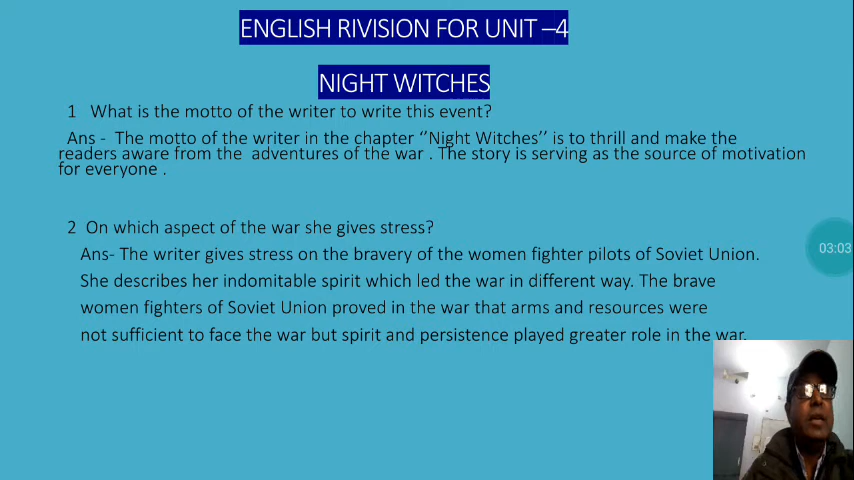 ENGLISH RIVISION FOR UNIT –4
NIGHT WITCHES
1 What is the motto of the writer to write this event?
Ans - The motto of the writer in the chapter ‘’Night Witches’’ is to thrill and make the
readers aware from the adventures of the war . The story is serving as the source of motivation
for everyone .
2 On which aspect of the war she gives stress?
Ans- The writer gives stress on the bravery of the women fighter pilots of Soviet Union.
She describes her indomitable spirit which led the war in different way. The brave
women fighters of Soviet Union proved in the war that arms and resources were
not sufficient to face the war but spirit and persistence played greater role in the war.
03:03